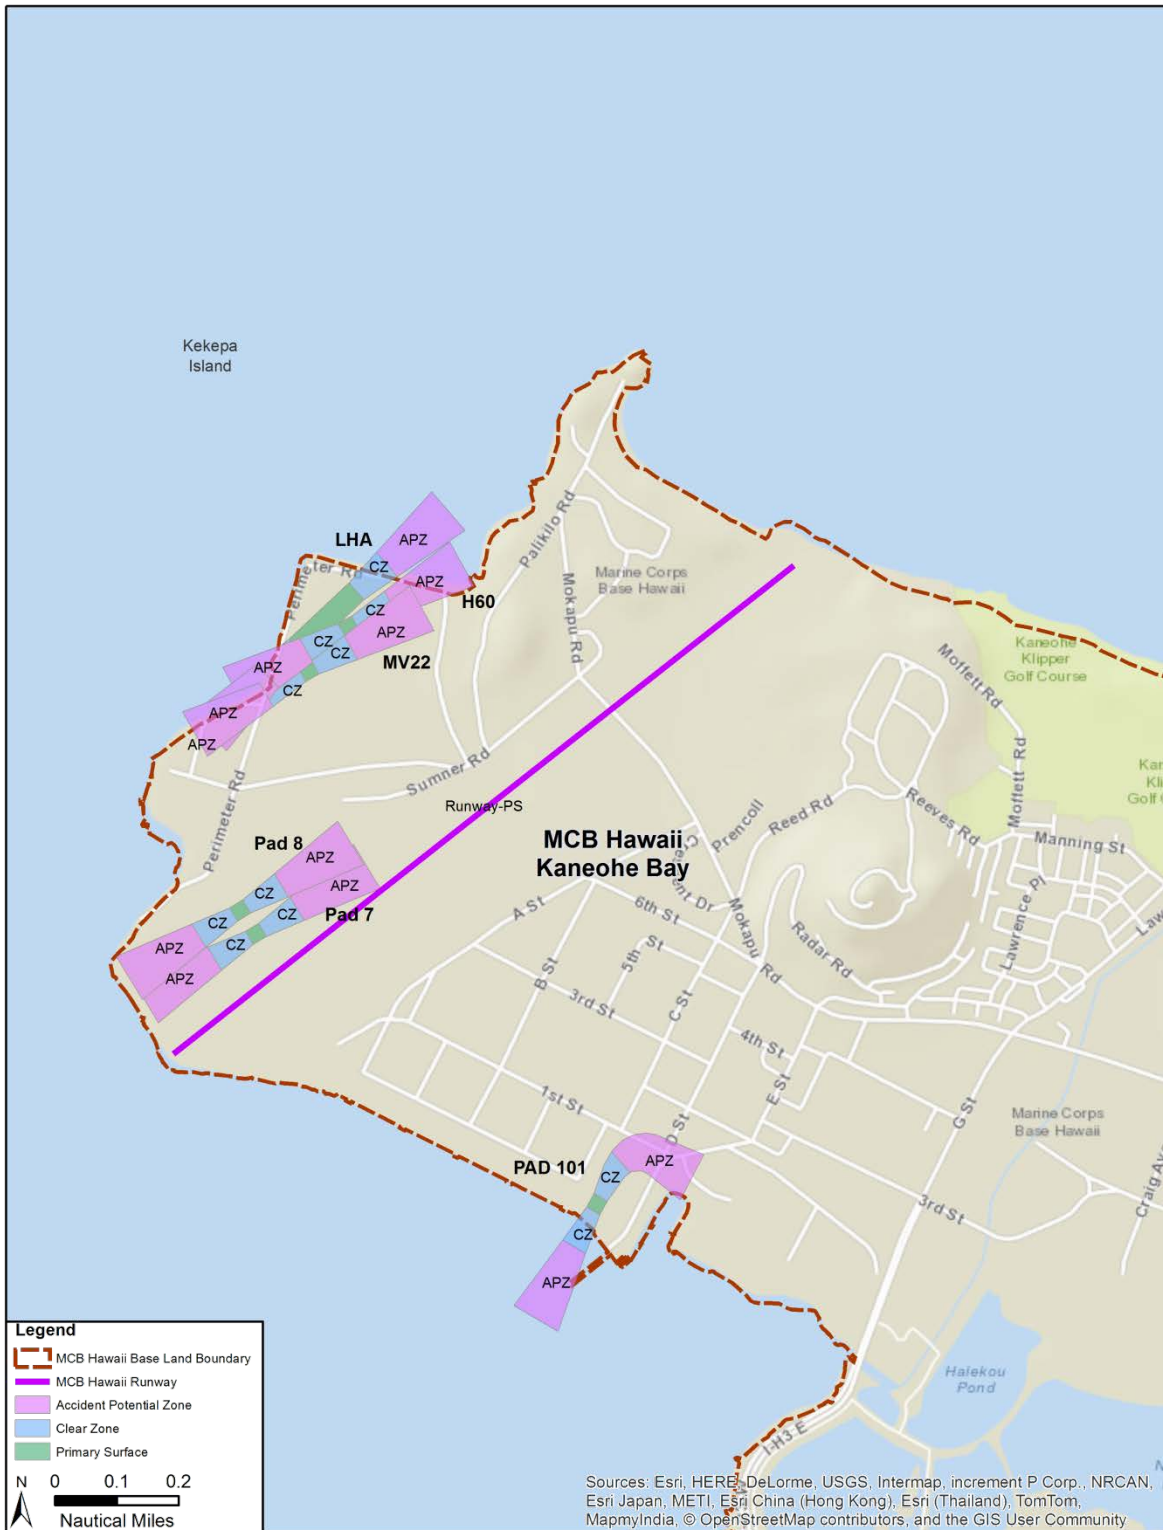 Kekepa
Island
LHA
APZ
CZ
Perimeter Rd
APZ
H60
CZ
CZ
APZ
CZ
MV22
APZ
CZ
APZ
APZ
Palikilo Rd
Mokapu Rd
Marine Corps
Base Hawaii
Kaneohe
Klipper
Golf Course
Moffett Rd
Moffett Rd
Sumner Rd
Runway-PS
Perimeter Rd
MCB Hawaii
Kaneohe Bay
Prencoll
Reed Rd
Reeves Rd
Manning St
Lawrence Pl
Crescent Dr
Pad 8
APZ
CZ
APZ
CZ
Pad 7
CZ
APZ
CZ
APZ
A St
6th St
5th St
B St
3rd St
C St
Mokapu Rd
Radar Rd
4th St
E St
1st St
D St
G St
Marine Corps
Base Hawaii
3rd St
PAD 101
APZ
CZ
CZ
APZ
Halekou
Pond
I-H3 E
Legend
MCB Hawaii Base Land Boundary
MCB Hawaii Runway
Accident Potential Zone
Clear Zone
Primary Surface
N
0 0.1 0.2
Nautical Miles
Sources: Esri, HERE, DeLorme, USGS, Intermap, increment P Corp., NRCAN,
Esri Japan, METI, Esri China (Hong Kong), Esri (Thailand), TomTom,
MapmyIndia, © OpenStreetMap contributors, and the GIS User Community